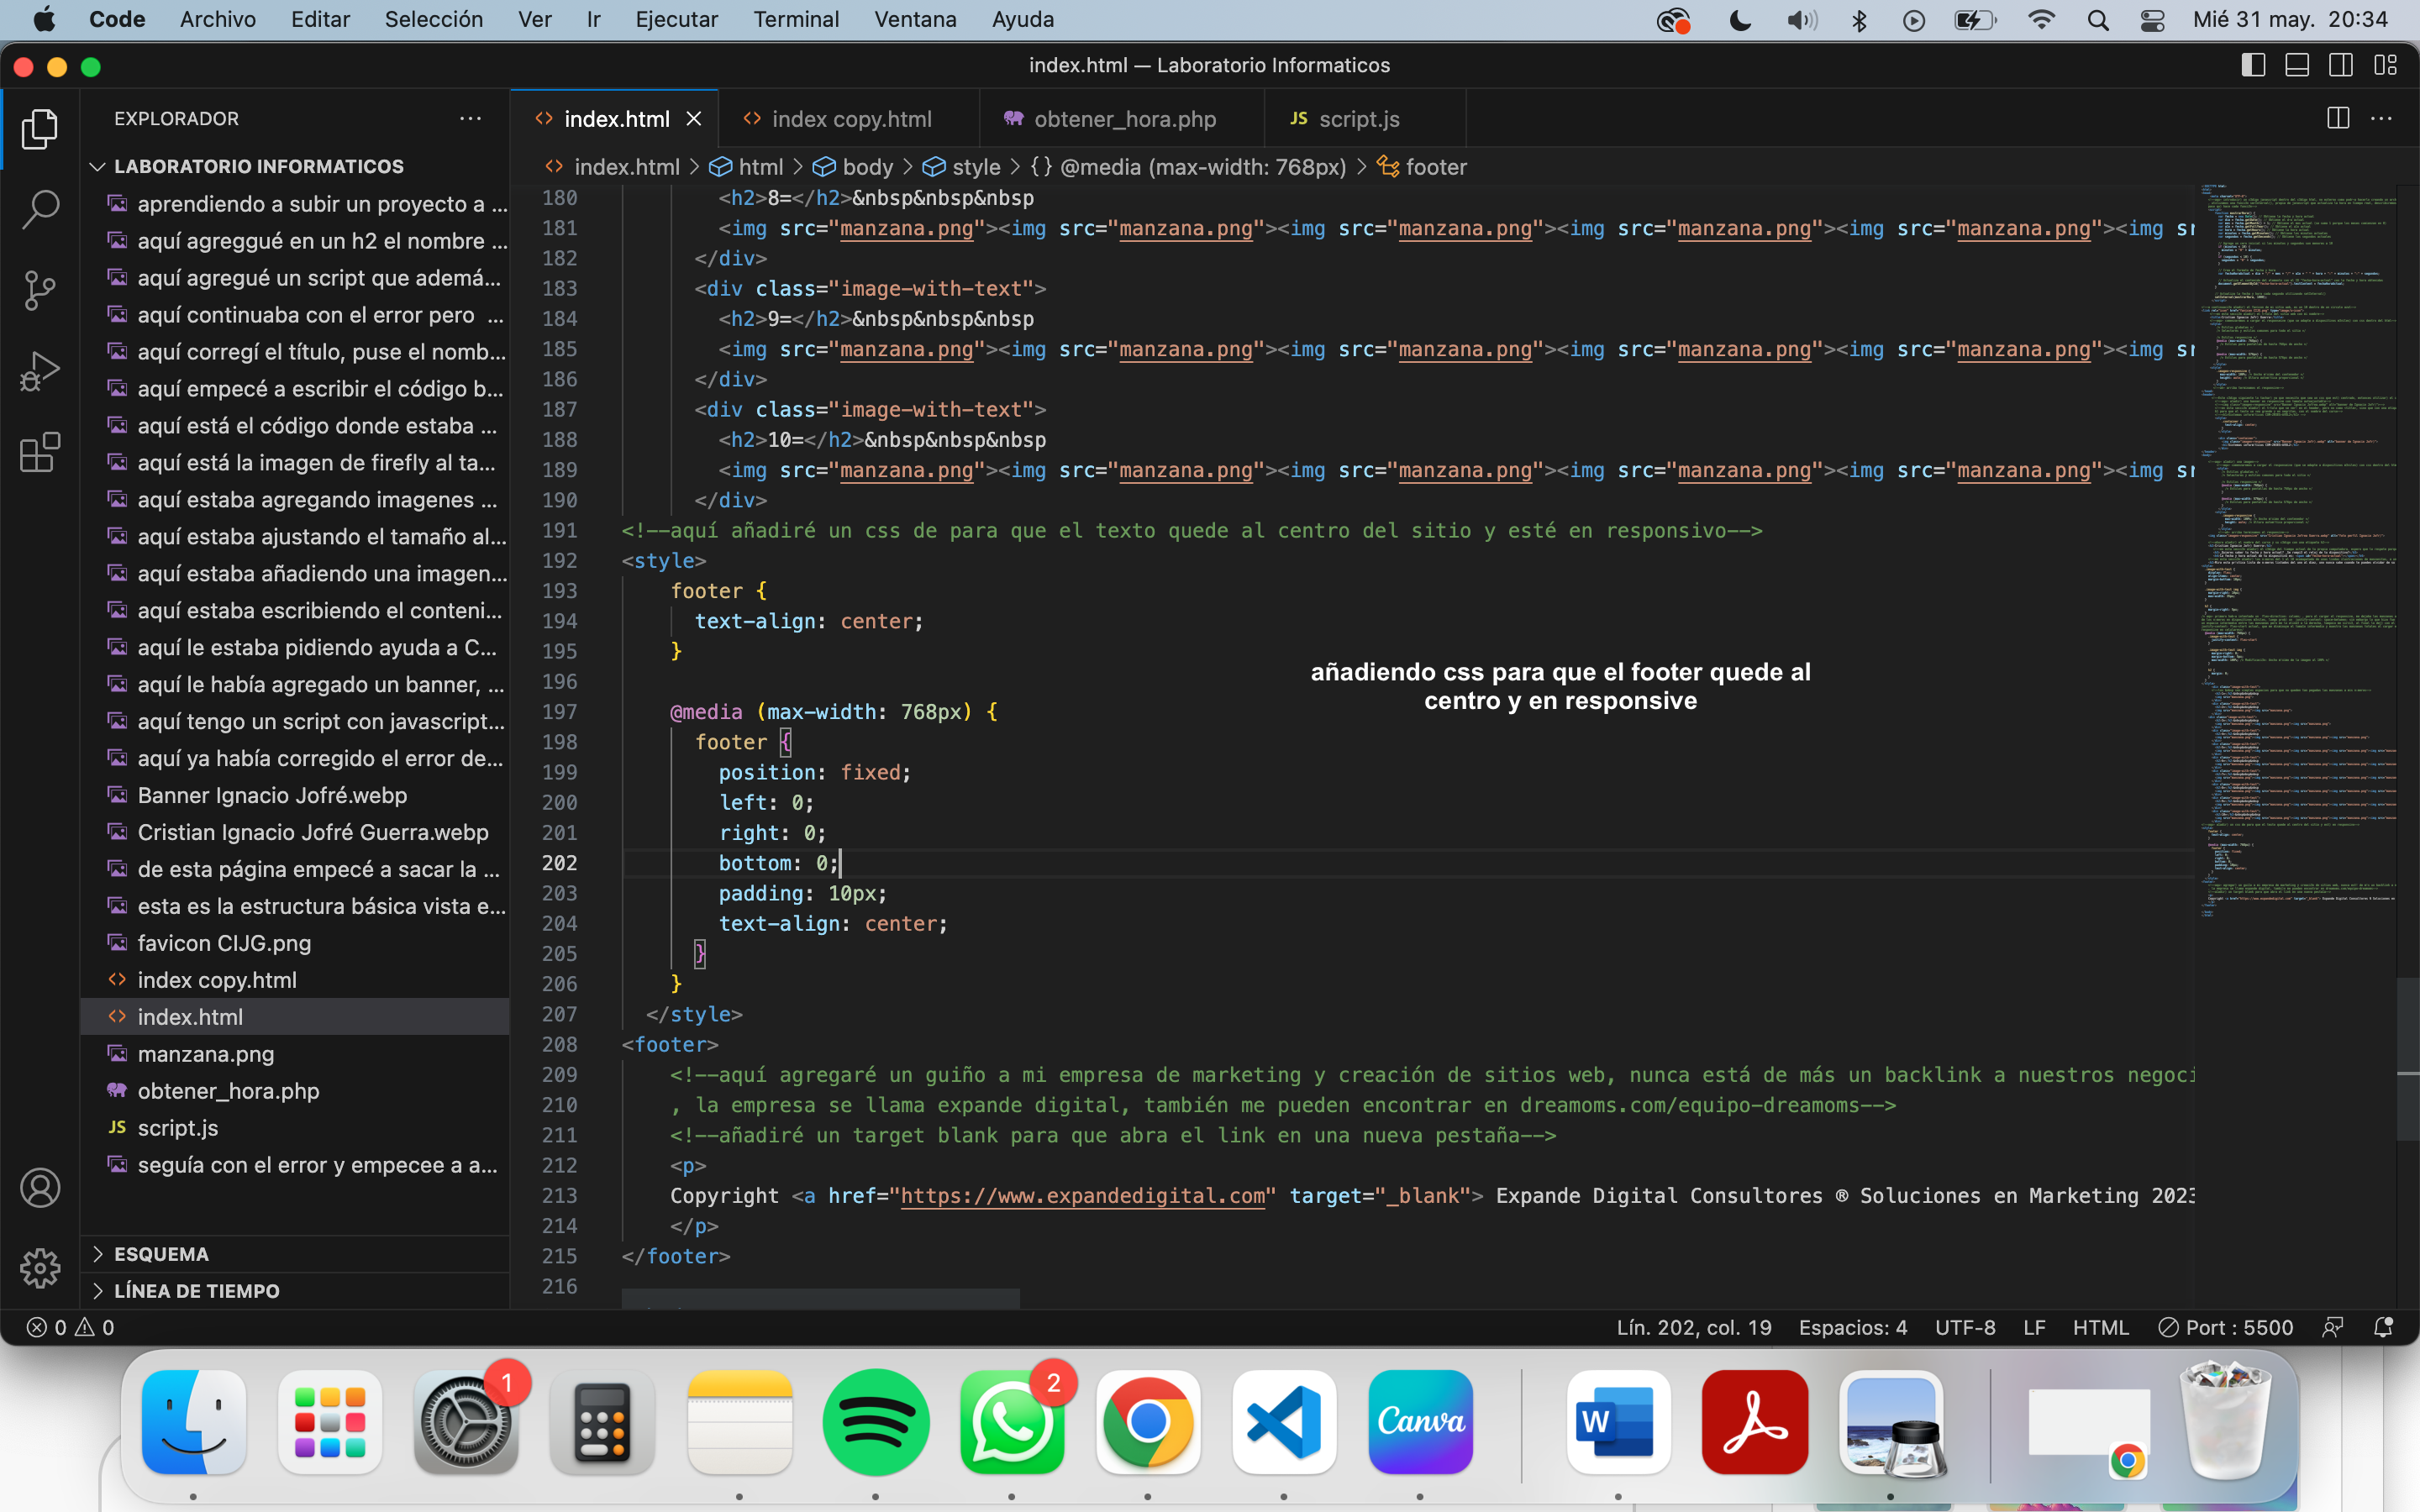 Code Archivo Editar Selección Ver Ir Ejecutar Terminal Ventana Ayuda Mié 31 may. 20:34
index.html — Laboratorio Informaticos
EXPLORADOR
LABORATORIO INFORMATICOS
aprendiendo a subir un proyecto a ...
aquí agreggué en un h2 el nombre ...
aquí agregué un script que ademá...
aquí continuaba con el error pero ...
aquí corregí el título, puse el nomb...
aquí empecé a escribir el código b...
aquí está el código donde estaba ...
aquí está la imagen de firefly al ta...
aquí estaba agregando imagenes ...
aquí estaba ajustando el tamaño al...
aquí estaba añadiendo una imagen...
aquí estaba escribiendo el conteni...
aquí le estaba pidiendo ayuda a C...
aquí le había agregado un banner, ...
aquí tengo un script con javascript...
aquí ya había corregido el error de...
Banner Ignacio Jofré.webp
Cristian Ignacio Jofré Guerra.webp
de esta página empecé a sacar la ...
esta es la estructura básica vista e...
favicon CIJG.png
index copy.html
index.html
manzana.png
obtener_hora.php
JS script.js
seguía con el error y empecee a a...
ESQUEMA
LÍNEA DE TIEMPO
index.html index copy.html obtener_hora.php JS script.js
index.html > html > body > style > {} @media (max-width: 768px) > footer
180 <h2>8=</h2>&nbsp&nbsp&nbsp
181 <img src="manzana.png"><img src="manzana.png"><img src="manzana.png"><img src="manzana.png"><img src="manzana.png"><img sr
182 </div>
183 <div class="image-with-text">
184 <h2>9=</h2>&nbsp&nbsp&nbsp
185 <img src="manzana.png"><img src="manzana.png"><img src="manzana.png"><img src="manzana.png"><img src="manzana.png"><img sr
186 </div>
187 <div class="image-with-text">
188 <h2>10=</h2>&nbsp&nbsp&nbsp
189 <img src="manzana.png"><img src="manzana.png"><img src="manzana.png"><img src="manzana.png"><img src="manzana.png"><img sr
190 </div>
191 <!--aquí añadiré un css de para que el texto quede al centro del sitio y esté en responsivo-->
192 <style>
193 footer {
194 text-align: center;
195 }
196
197 @media (max-width: 768px) {
198 footer {
199 position: fixed;
200 left: 0;
201 right: 0;
202 bottom: 0;
203 padding: 10px;
204 text-align: center;
205 }
206 }
207 </style>
208 <footer>
209 <!--aquí agregaré un guiño a mi empresa de marketing y creación de sitios web, nunca está de más un backlink a nuestros negoci
210 , la empresa se llama expande digital, también me pueden encontrar en dreamoms.com/equipo-dreamoms-->
211 <!--añadiré un target blank para que abra el link en una nueva pestaña-->
212 <p>
213 Copyright <a href="https://www.expandedigital.com" target="_blank"> Expande Digital Consultores ® Soluciones en Marketing 2023
214 </p>
215 </footer>
216
añadiendo css para que el footer quede al
centro y en responsive
0 0 Lín. 202, col. 19 Espacios: 4 UTF-8 LF HTML Port : 5500
1
2
Canva
W